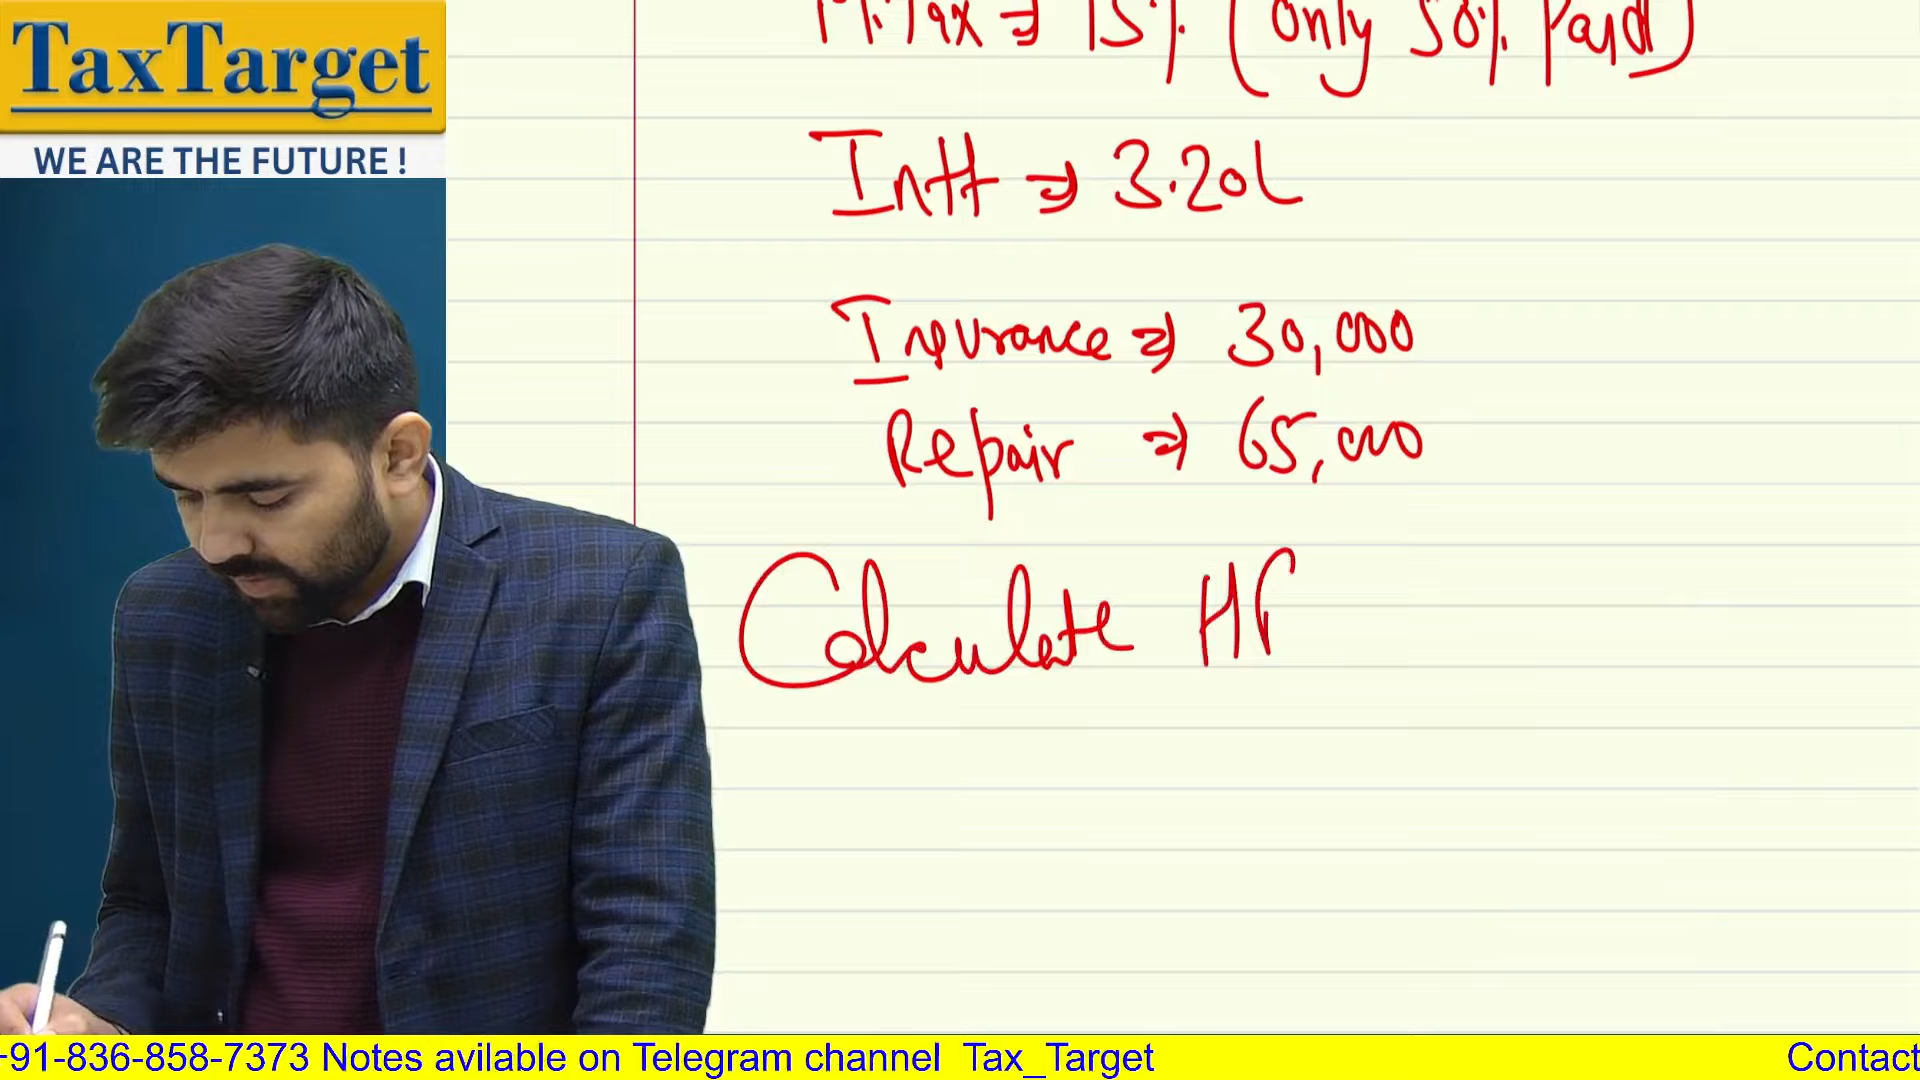 TaxTarget
WE ARE THE FUTURE !
M.Tax ⇒ 15% (Only 50% Paid)
Intt ⇒ 3.20L
Insurance ⇒ 30,000
Repair ⇒ 65,000
Calculate HP
+91-836-858-7373 Notes avilable on Telegram channel Tax_Target
Contact